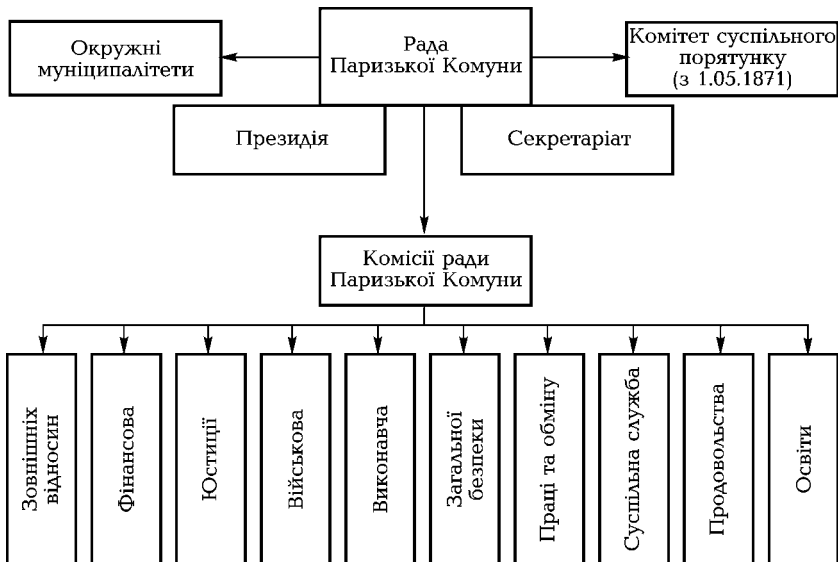 Окружні
муніципалітети
Рада
Паризької Комуни
Комітет суспільного
порятунку
(з 1.05.1871)
Президія
Секретаріат
Комісії ради
Паризької Комуни
Зовнішніх
відносин
Фінансова
Юстиції
Військова
Виконавча
Загальної
безпеки
Праці та обміну
Суспільна служба
Продовольства
Освіти